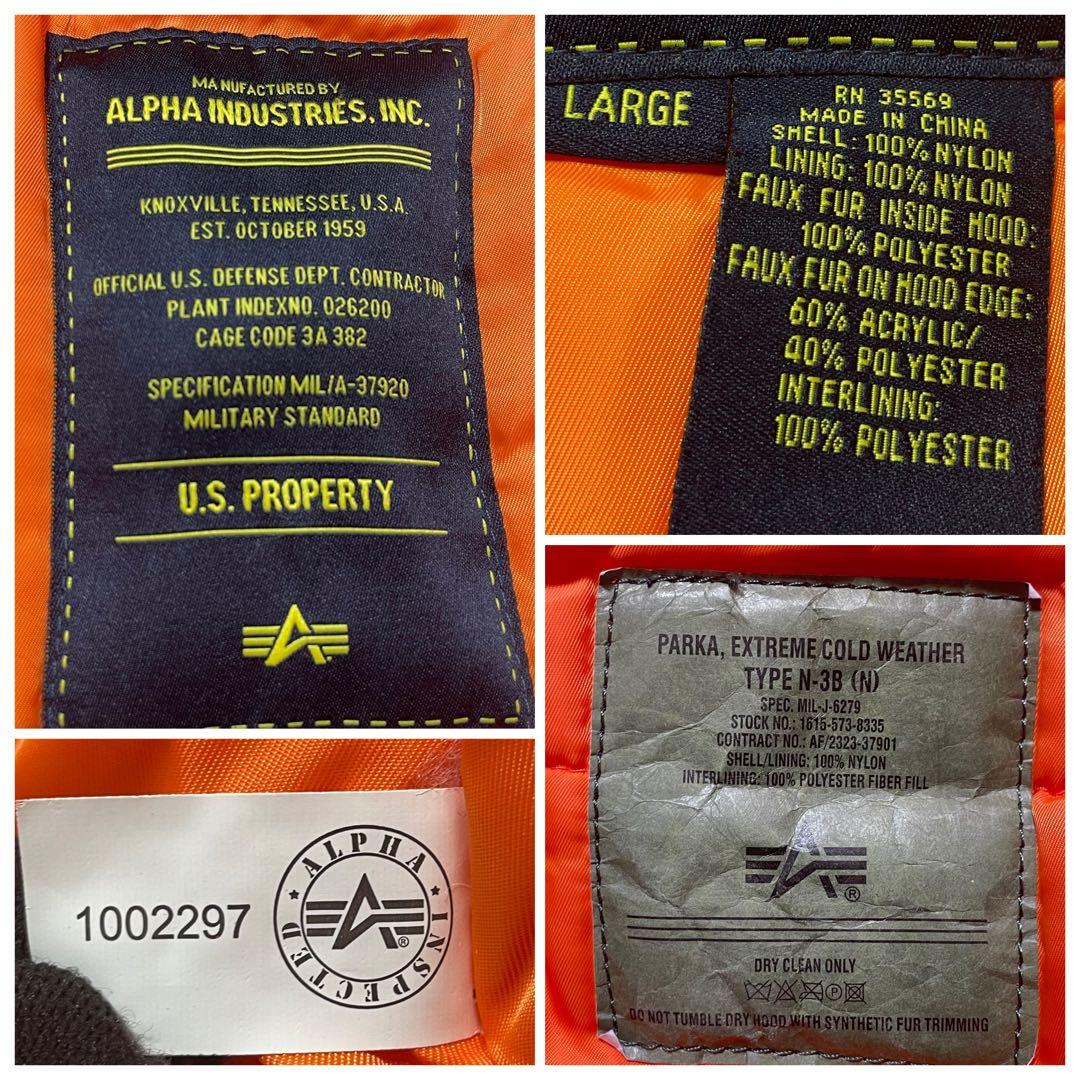 MANUFACTURED BY
ALPHA INDUSTRIES, INC.
KNOXVILLE, TENNESSEE, U.S.A.
EST. OCTOBER 1959
OFFICIAL U.S. DEFENSE DEPT. CONTRACTOR
PLANT INDEXNO. 026200
CAGE CODE 3A 382
SPECIFICATION MIL/A-37920
MILITARY STANDARD
U.S. PROPERTY
LARGE
RN 35569
MADE IN CHINA
SHELL: 100% NYLON
LINING: 100% NYLON
FAUX FUR INSIDE HOOD:
100% POLYESTER
FAUX FUR ON HOOD EDGE:
60% ACRYLIC/
40% POLYESTER
INTERLINING:
100% POLYESTER
1002297
ALPHA
INSPECTED
®
PARKA, EXTREME COLD WEATHER
TYPE N-3B (N)
SPEC. MIL-J-6279
STOCK NO.: 1615-573-8335
CONTRACT NO.: AF/2323-37901
SHELL/LINING: 100% NYLON
INTERLINING: 100% POLYESTER FIBER FILL
®
DRY CLEAN ONLY
P
DO NOT TUMBLE DRY HOOD WITH SYNTHETIC FUR TRIMMING